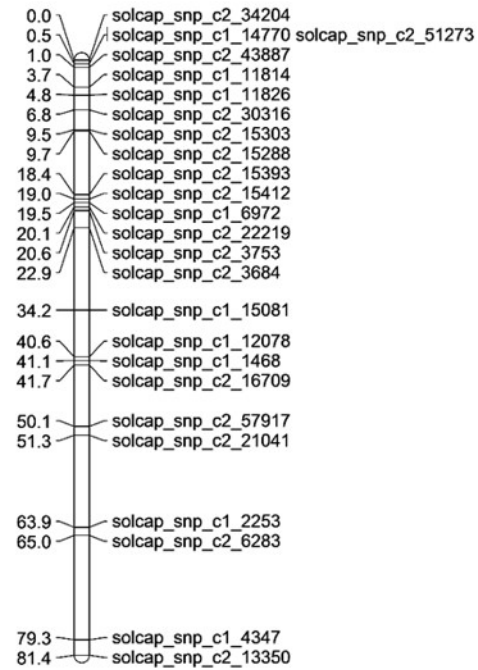 0.0 solcap_snp_c2_34204
0.5 solcap_snp_c1_14770 solcap_snp_c2_51273
1.0 solcap_snp_c2_43887
3.7 solcap_snp_c1_11814
4.8 solcap_snp_c1_11826
6.8 solcap_snp_c2_30316
9.5 solcap_snp_c2_15303
9.7 solcap_snp_c2_15288
18.4 solcap_snp_c2_15393
19.0 solcap_snp_c2_15412
19.5 solcap_snp_c1_6972
20.1 solcap_snp_c2_22219
20.6 solcap_snp_c2_3753
22.9 solcap_snp_c2_3684
34.2 solcap_snp_c1_15081
40.6 solcap_snp_c1_12078
41.1 solcap_snp_c1_1468
41.7 solcap_snp_c2_16709
50.1 solcap_snp_c2_57917
51.3 solcap_snp_c2_21041
63.9 solcap_snp_c1_2253
65.0 solcap_snp_c2_6283
79.3 solcap_snp_c1_4347
81.4 solcap_snp_c2_13350